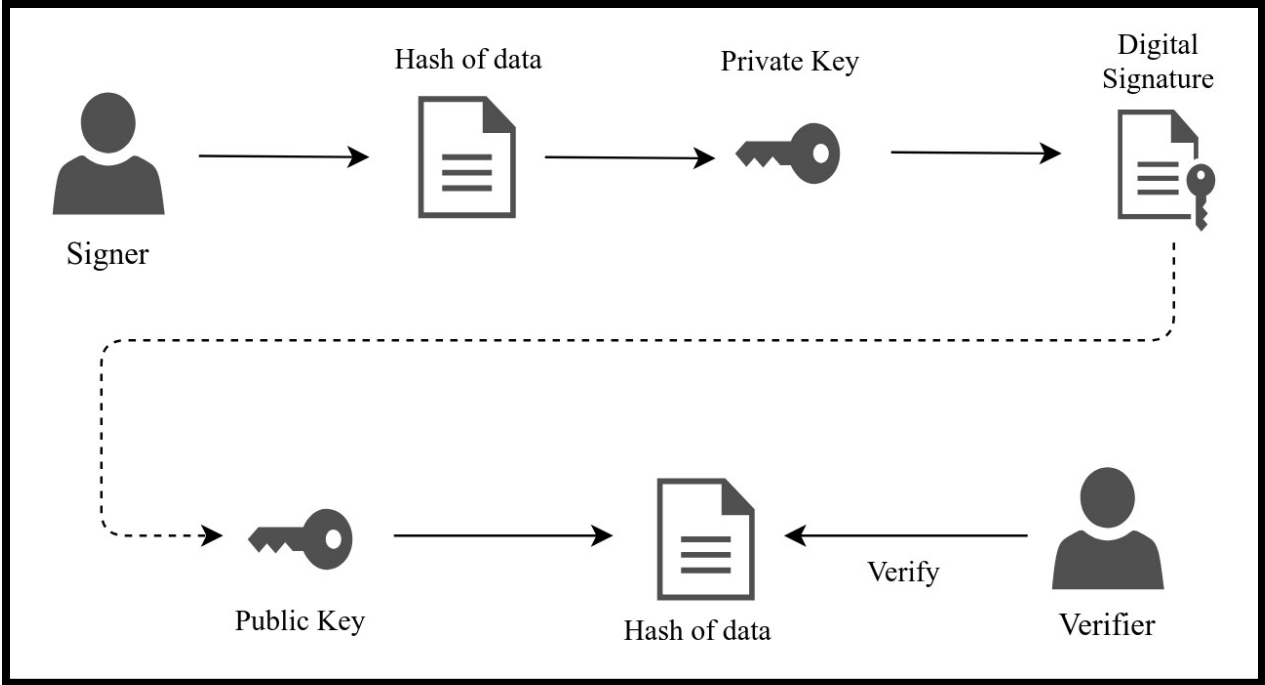 Hash of data
Private Key
Digital
Signature
Signer
Public Key
Hash of data
Verify
Verifier